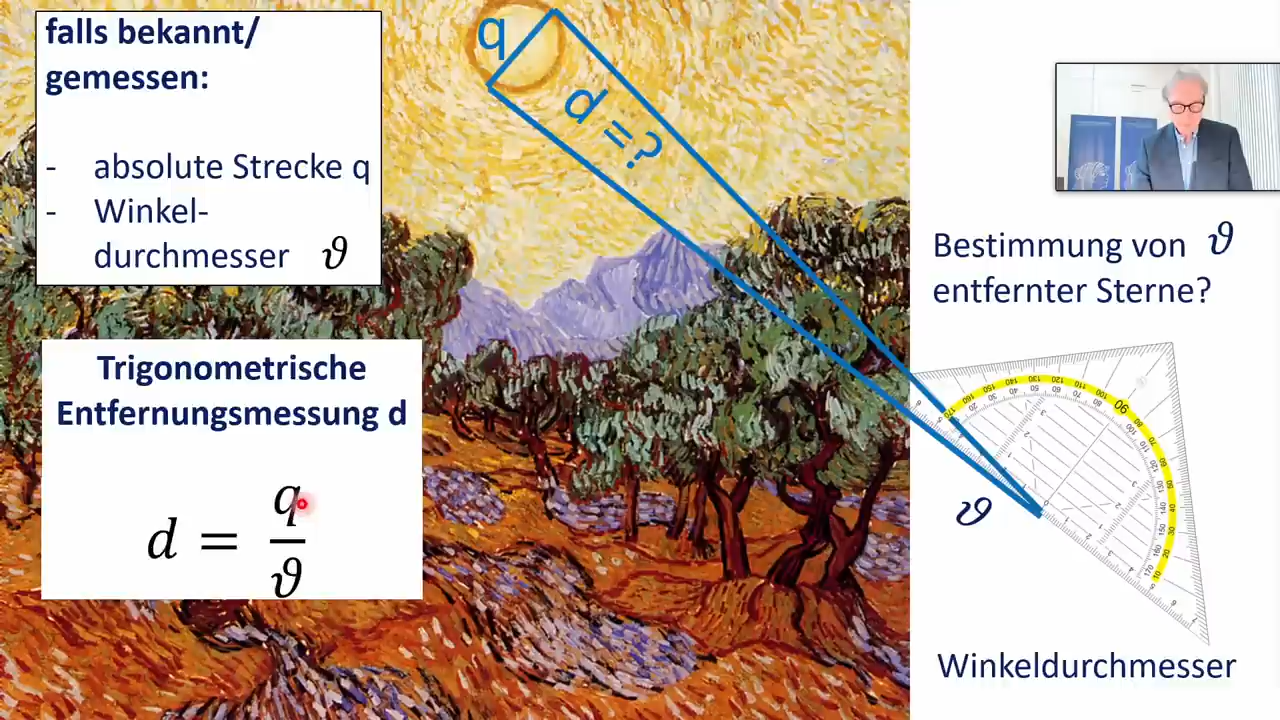 falls bekannt/
gemessen:
- absolute Strecke q
- Winkel-
durchmesser ϑ
Trigonometrische
Entfernungsmessung d
d = q/ϑ
q
d =?
Bestimmung von ϑ
entfernter Sterne?
ϑ
Winkeldurchmesser